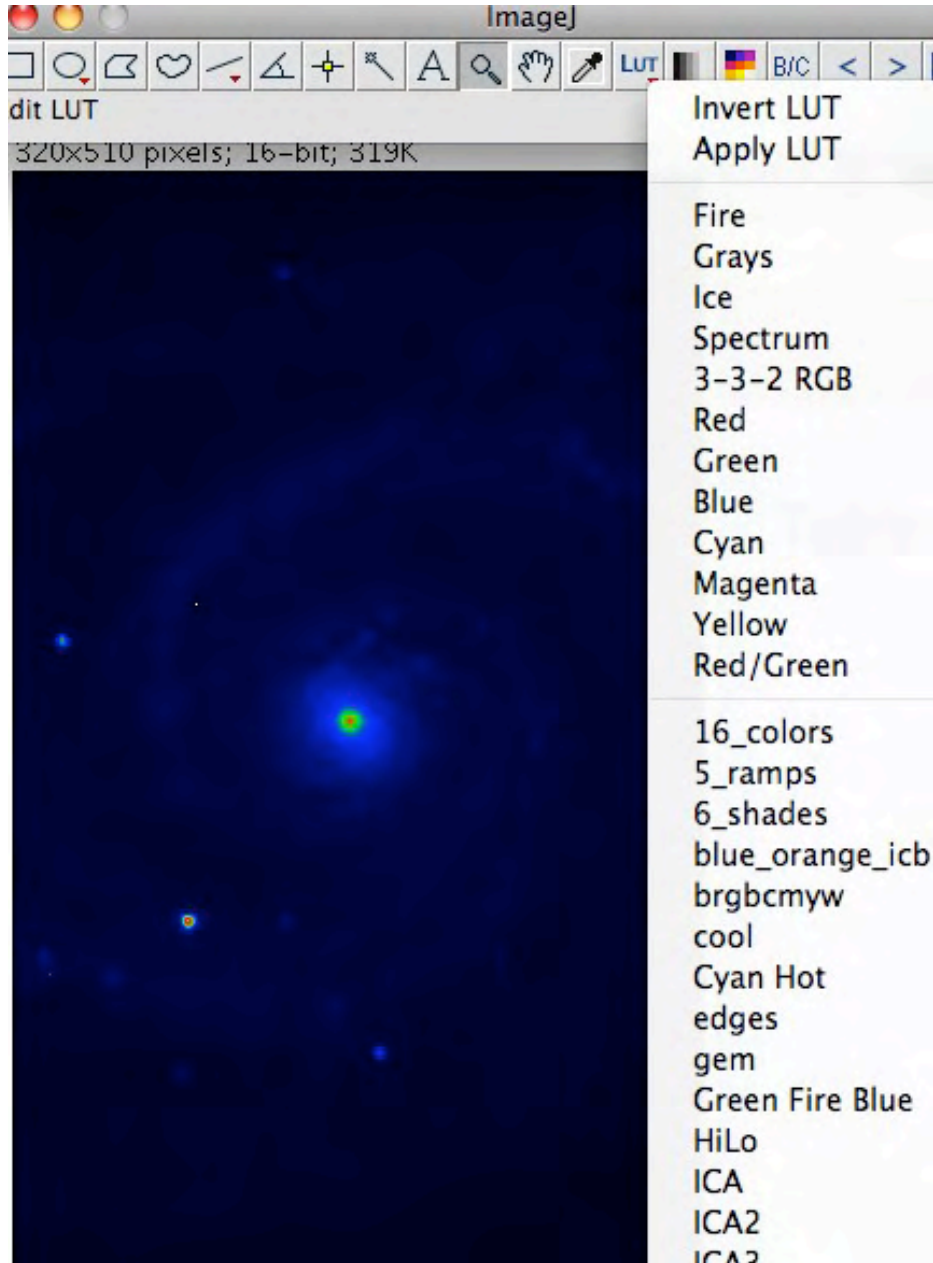 ImageJ
A LUT B/C < >
dit LUT
320x510 pixels; 16-bit; 319K
Invert LUT
Apply LUT
Fire
Grays
Ice
Spectrum
3-3-2 RGB
Red
Green
Blue
Cyan
Magenta
Yellow
Red/Green
16_colors
5_ramps
6_shades
blue_orange_icb
brgbcmyw
cool
Cyan Hot
edges
gem
Green Fire Blue
HiLo
ICA
ICA2
ICA3